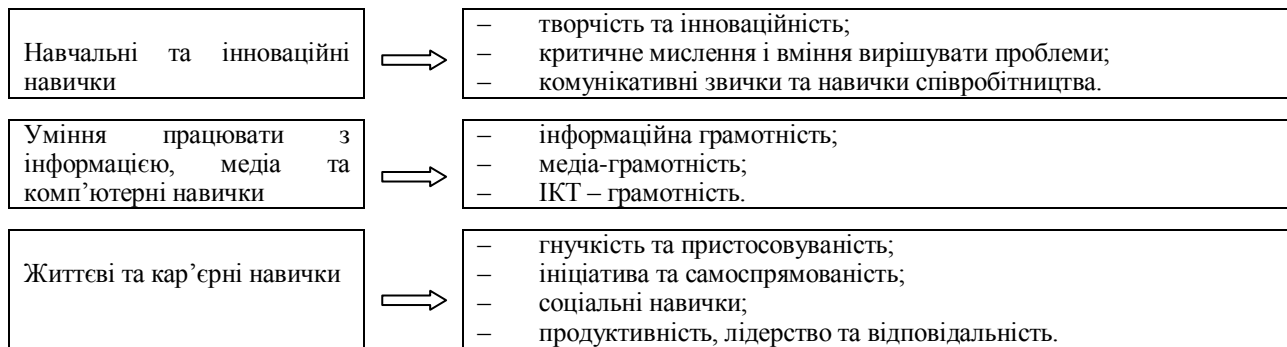 Навчальні та інноваційні
навички
– творчість та інноваційність;
– критичне мислення і вміння вирішувати проблеми;
– комунікативні звички та навички співробітництва.
Уміння працювати з
інформацією, медіа та
комп’ютерні навички
– інформаційна грамотність;
– медіа-грамотність;
– ІКТ – грамотність.
Життєві та кар’єрні навички
– гнучкість та пристосовуваність;
– ініціатива та самоспрямованість;
– соціальні навички;
– продуктивність, лідерство та відповідальність.